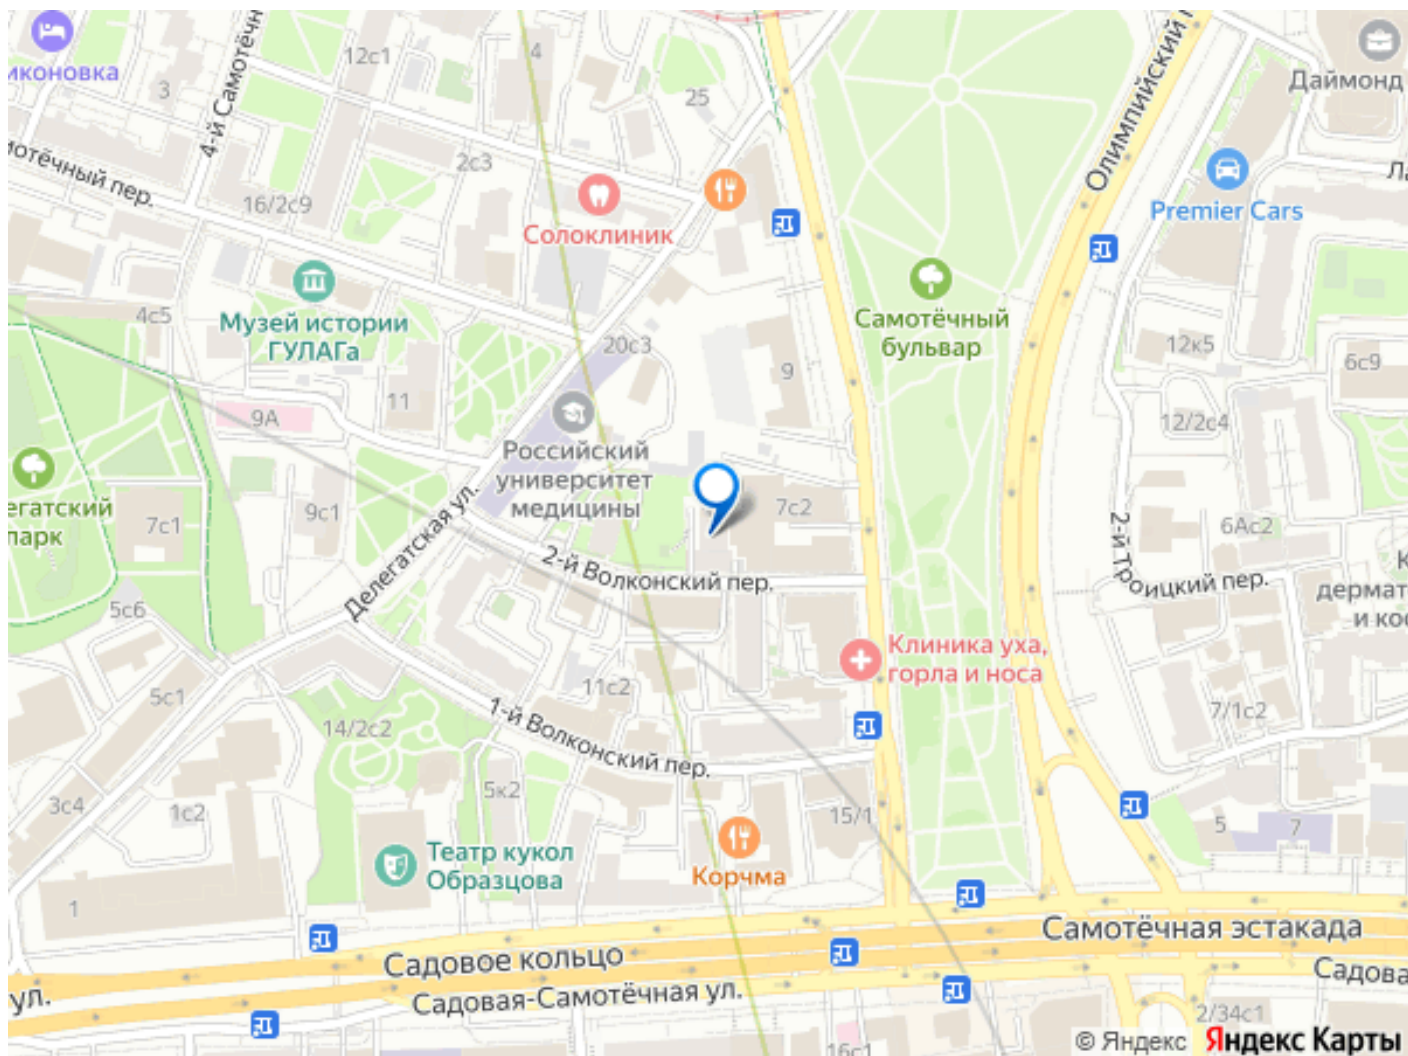 иконовка
12с1
4
3
25
4-й Самотёчн
Олимпийский
Даймонд
мотёчный пер.
2с3
16/2с9
Солоклиник
Premier Cars
Музей истории
ГУЛАГа
4с5
20с3
Самотёчный
бульвар
12к5
6с9
9
11
9А
12/2с4
Российский
университет
медицины
егатский
парк
7с1
9с1
7с2
6Ас2
2-й Троицкий пер.
Делегатская ул.
2-й Волконский пер.
дермат
и кос
5с6
Клиника уха,
горла и носа
5с1
11с2
14/2с2
1-й Волконский пер.
7/1с2
3с4
1с2
5к2
15/1
5
7
Театр кукол
Образцова
Корчма
1
Самотёчная эстакада
Садовое кольцо
Садова
ул.
Садовая-Самотёчная ул.
2/34с1
16с1
© Яндекс Яндекс Карты